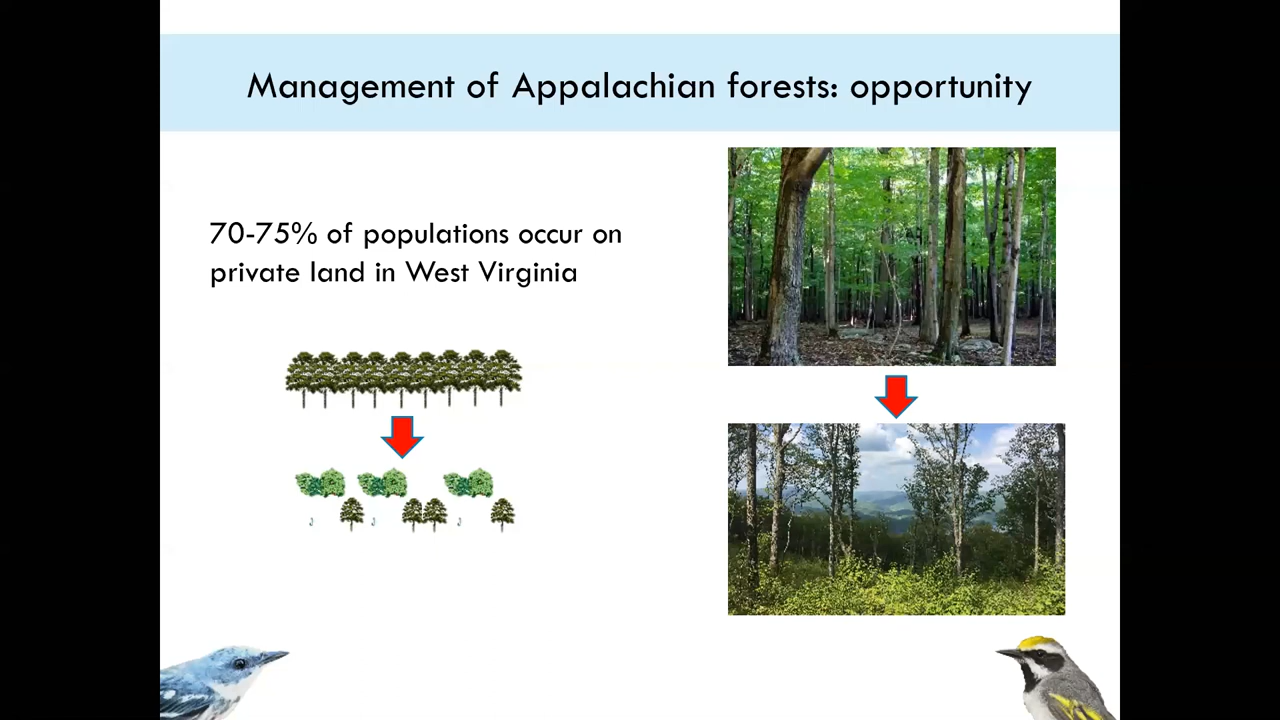 Management of Appalachian forests: opportunity
70-75% of populations occur on
private land in West Virginia